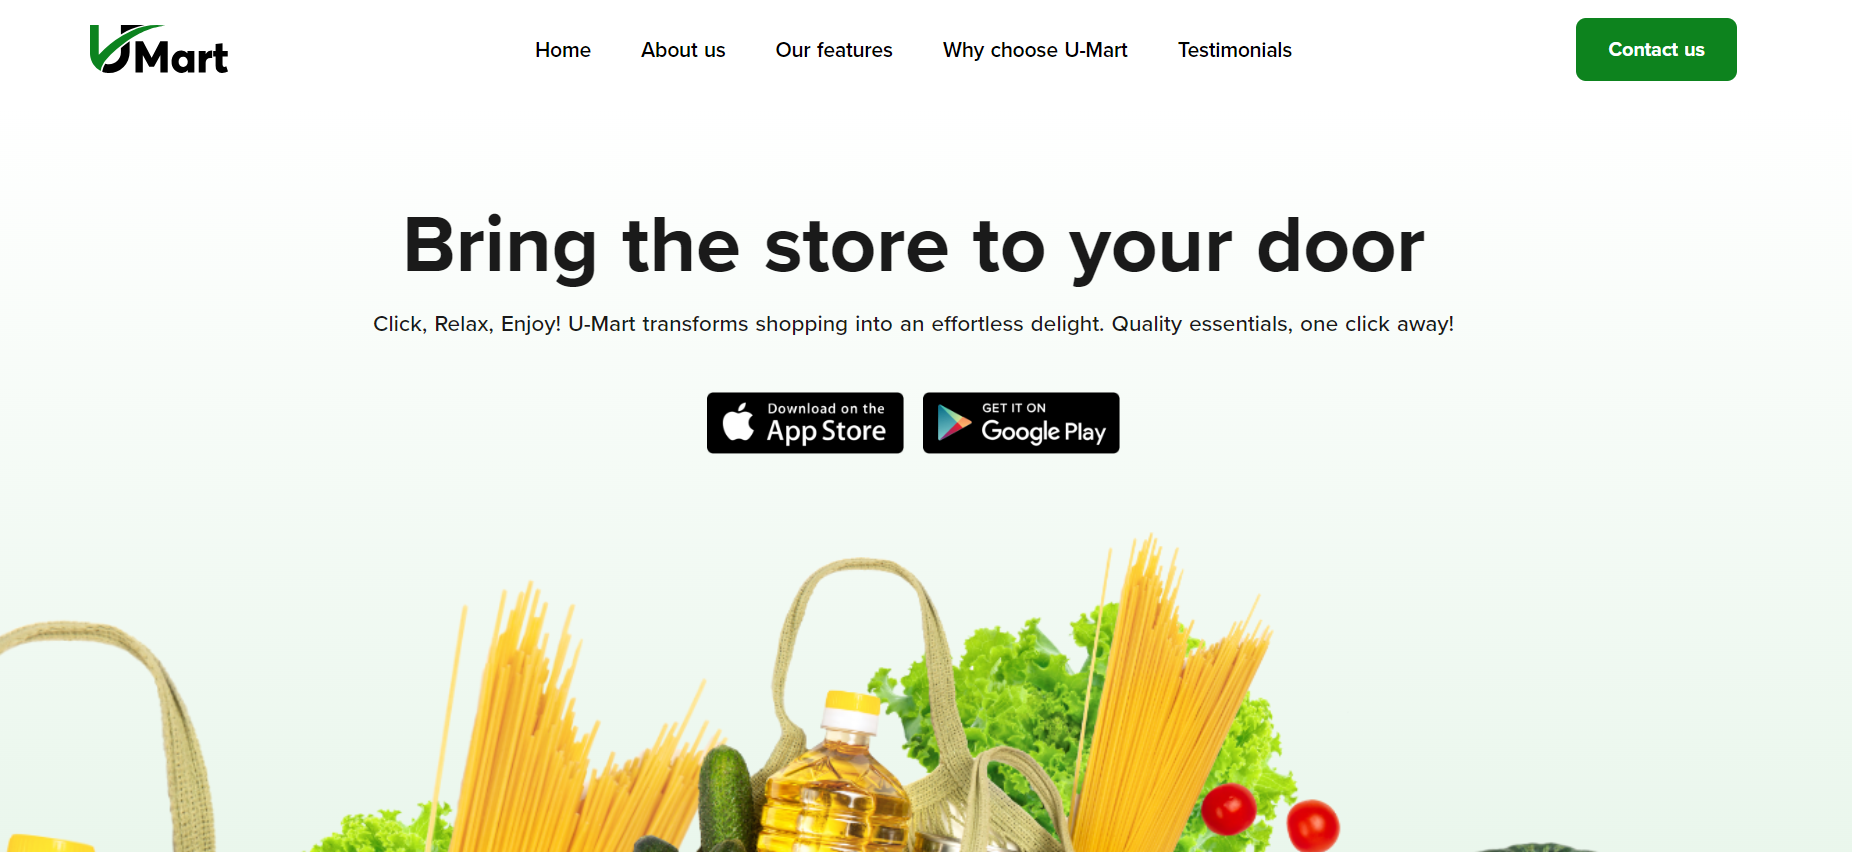 UMart
Home
About us
Our features
Why choose U-Mart
Testimonials
Contact us
Bring the store to your door
Click, Relax, Enjoy! U-Mart transforms shopping into an effortless delight. Quality essentials, one click away!
Download on the
App Store
GET IT ON
Google Play